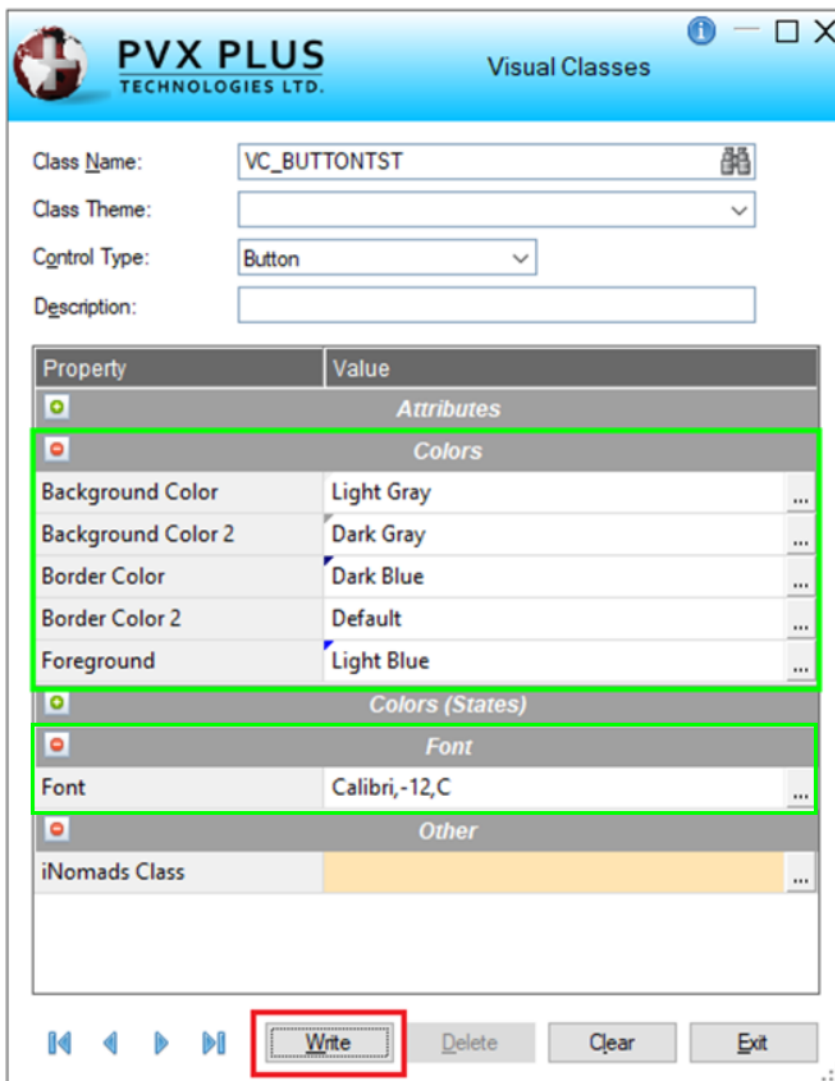 PVX PLUS
TECHNOLOGIES LTD.
Visual Classes
Class Name: VC_BUTTONTST
Class Theme:
Control Type: Button
Description:
Property Value
Attributes
Colors
Background Color Light Gray ...
Background Color 2 Dark Gray ...
Border Color Dark Blue ...
Border Color 2 Default ...
Foreground Light Blue ...
Colors (States)
Font
Font Calibri,-12,C ...
Other
iNomads Class ...
Write Delete Clear Exit